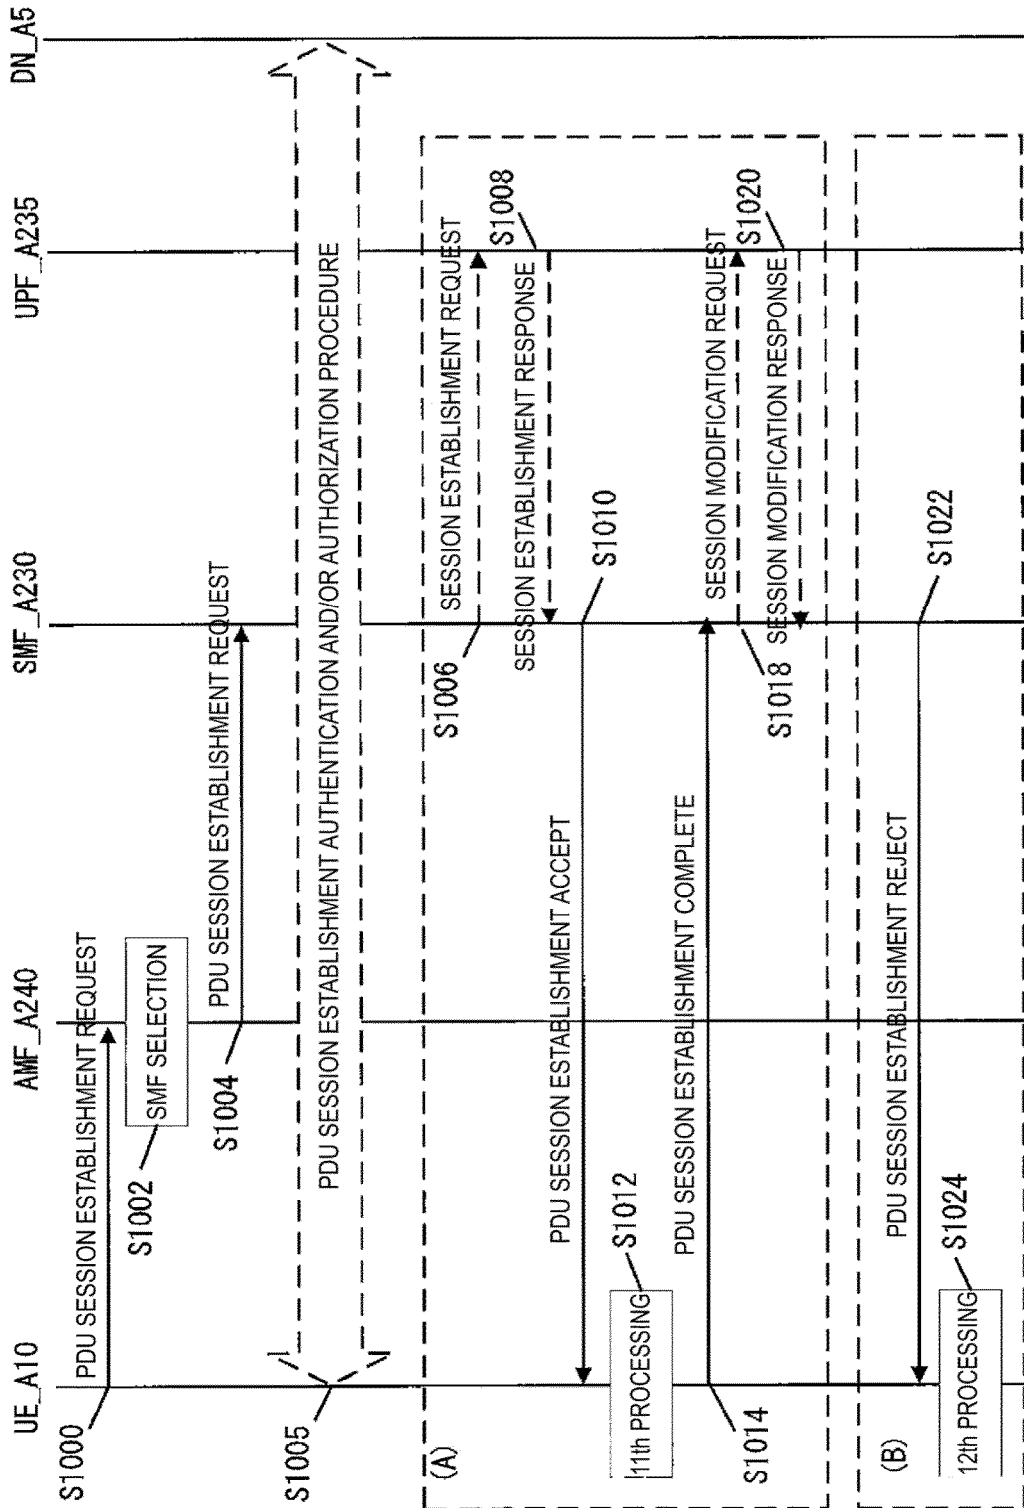 UE_A10
AMF_A240
SMF_A230
UPF_A235
DN_A5
S1000
PDU SESSION ESTABLISHMENT REQUEST
S1002
SMF SELECTION
S1004
PDU SESSION ESTABLISHMENT REQUEST
S1005
PDU SESSION ESTABLISHMENT AUTHENTICATION AND/OR AUTHORIZATION PROCEDURE
(A)
S1006
SESSION ESTABLISHMENT REQUEST
S1008
SESSION ESTABLISHMENT RESPONSE
PDU SESSION ESTABLISHMENT ACCEPT
S1010
11th PROCESSING
S1012
S1014
PDU SESSION ESTABLISHMENT COMPLETE
S1018
SESSION MODIFICATION REQUEST
S1020
SESSION MODIFICATION RESPONSE
(B)
PDU SESSION ESTABLISHMENT REJECT
S1022
12th PROCESSING
S1024